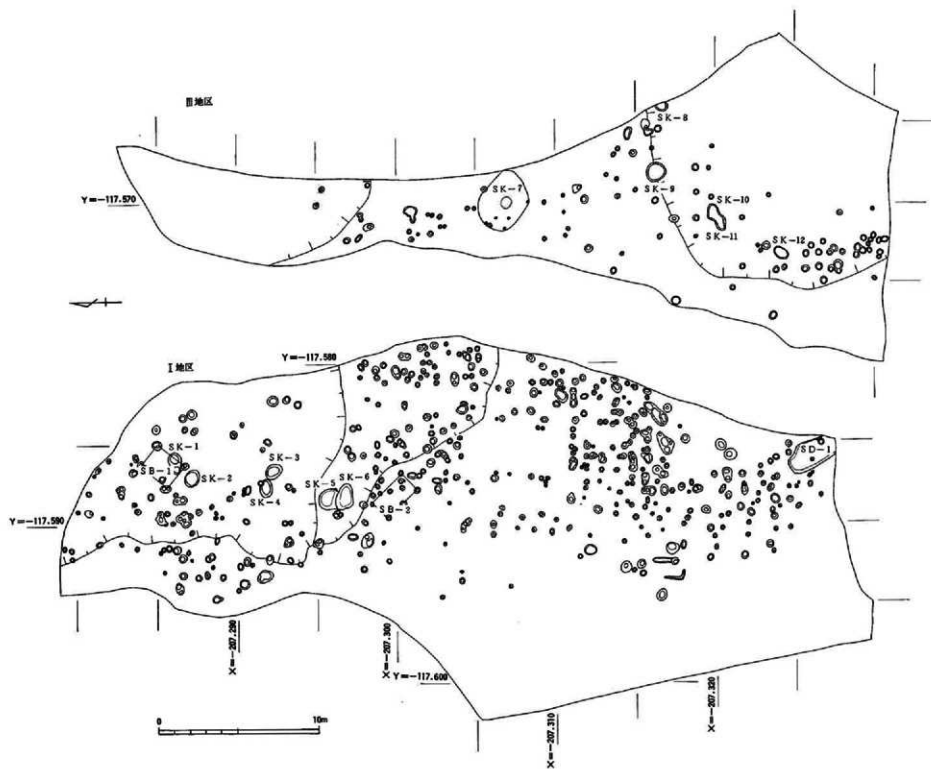 Ⅲ地区
SK-8
Y=-117.570
SK-7
SK-9
SK-10
SK-11
SK-12
Y=-117.580
Ⅰ地区
SK-1
SB-1
SK-2
SK-3
SK-4
SK-5
SK-6
SB-2
SD-1
Y=-117.590
X=-207.290
X=-207.300
Y=-117.600
X=-207.310
X=-207.320
0
10m